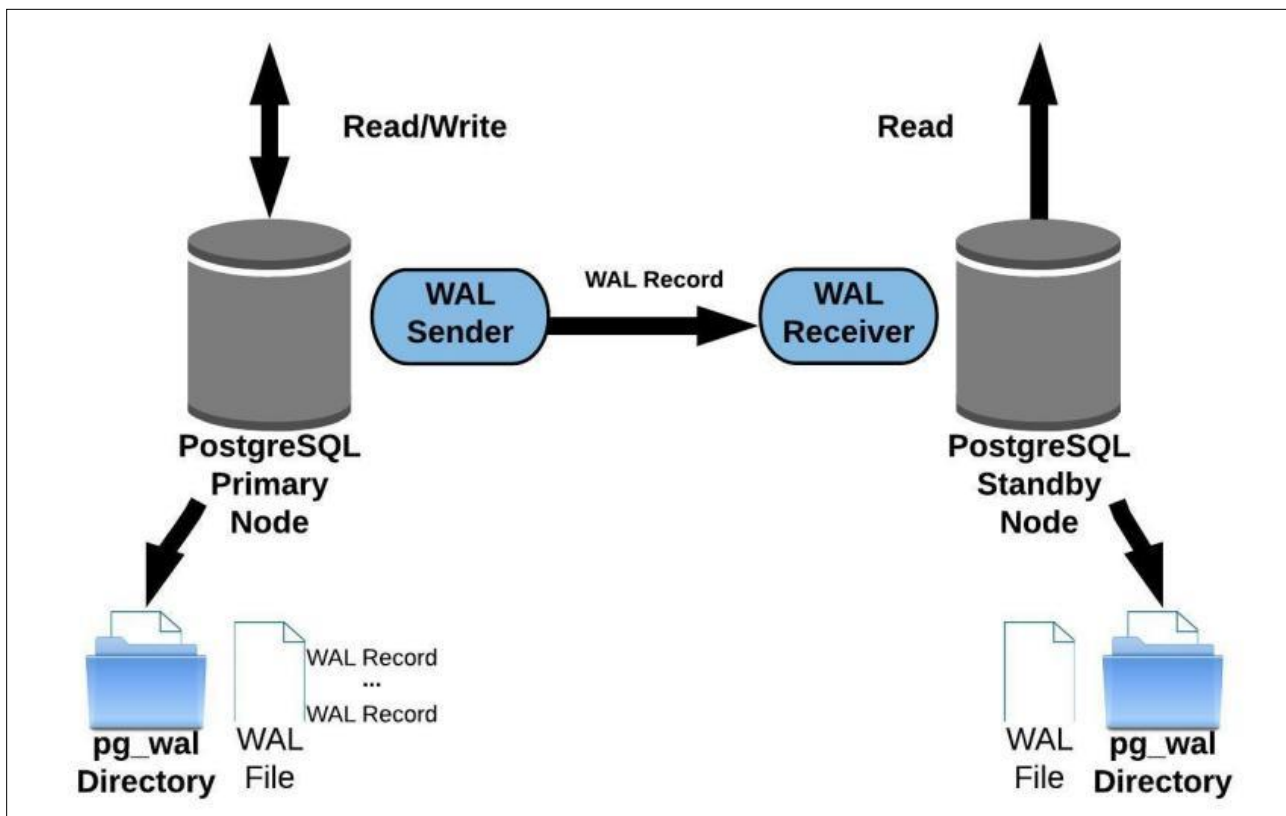 Read/Write
Read
WAL
Sender
WAL Record
WAL
Receiver
PostgreSQL
Primary
Node
PostgreSQL
Standby
Node
WAL Record
...
WAL Record
pg_wal
Directory
WAL
File
WAL
File
pg_wal
Directory